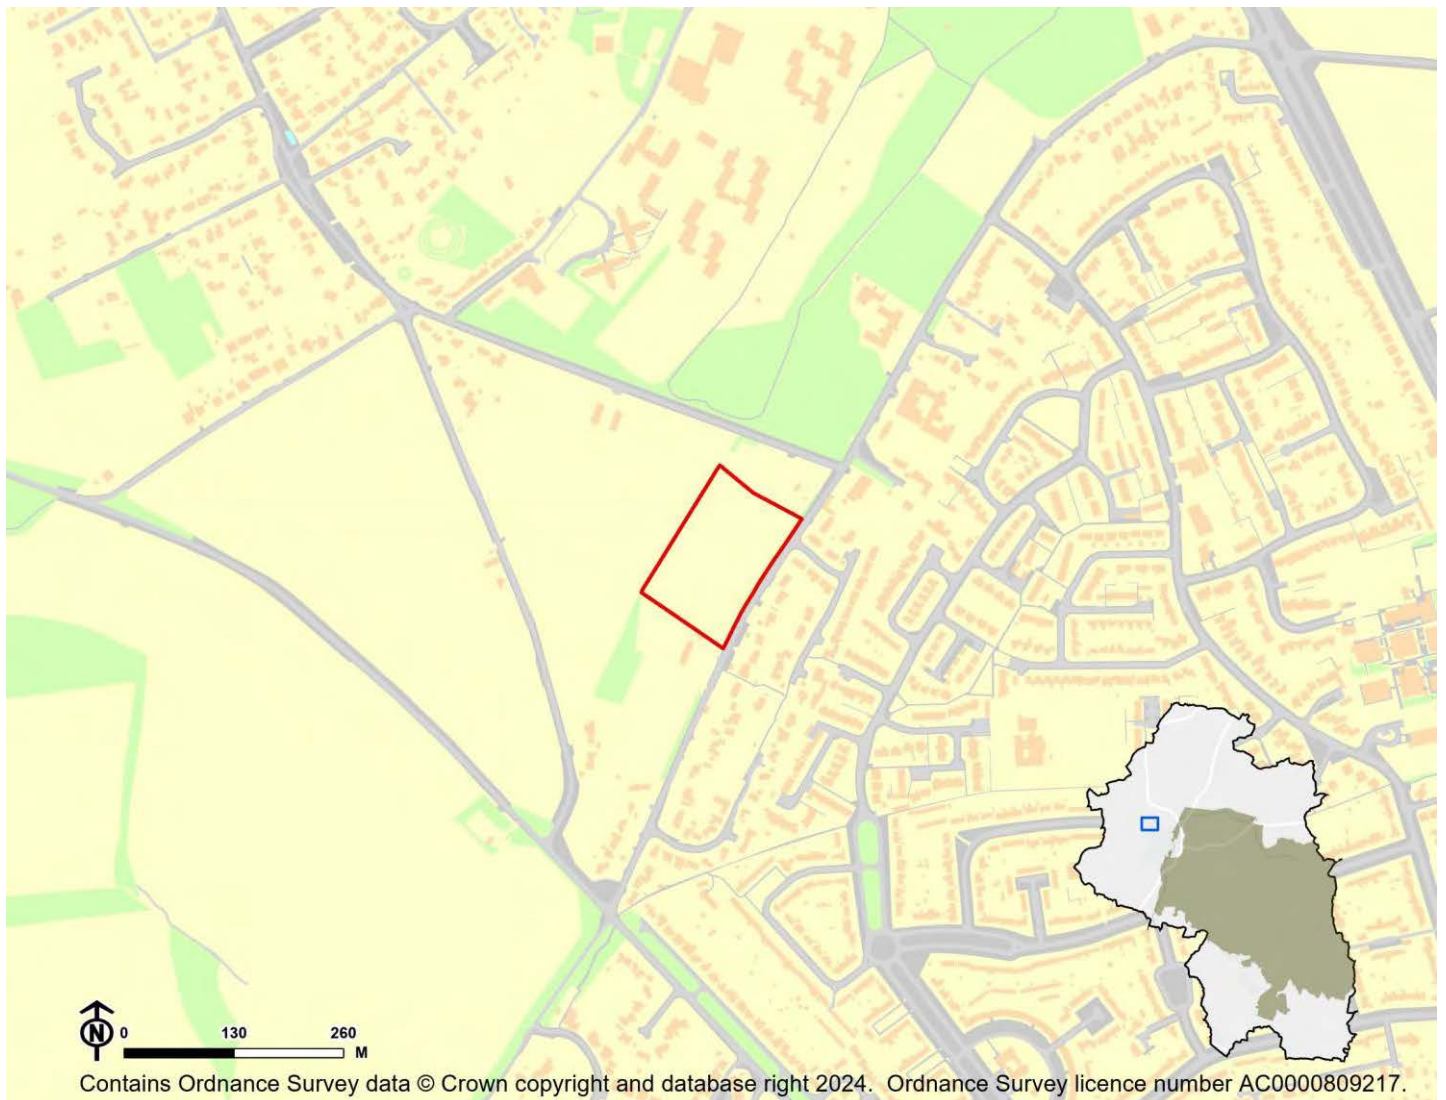 N
0 130 260
M
Contains Ordnance Survey data © Crown copyright and database right 2024. Ordnance Survey licence number AC0000809217.